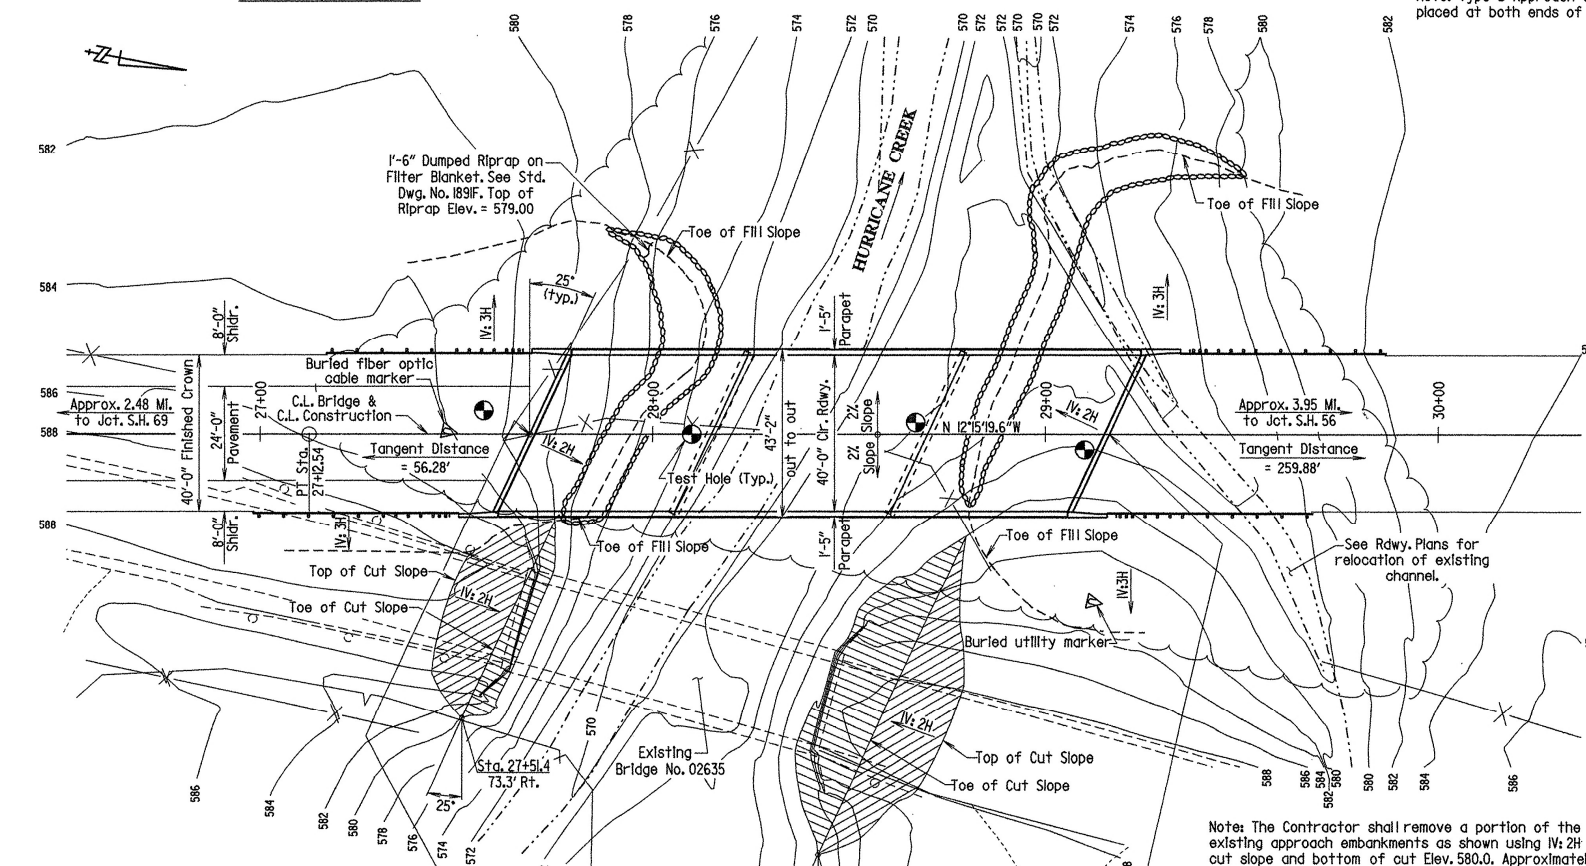 placed at both ends of
580
578
576
574
572
570
570
572
572
570
570
572
574
576
578
580
582
582
HURRICANE CREEK
1'-6" Dumped Riprap on
Filter Blanket. See Std.
Dwg. No. 1891F. Top of
Riprap Elev. = 579.00
Toe of Fill Slope
Toe of Fill Slope
25°
(typ.)
584
8'-0"
Shldr.
1V: 3H
1'-5"
Parapet
1V: 3H
Buried fiber optic
cable marker
586
Approx. 2.48 Mi.
to Jct. S.H. 69
588
40'-0" Finished Crown
24'-0"
Pavement
27+00
C.L. Bridge &
C.L. Construction
PT Sta.
27+12.54
Tangent Distance
= 56.28'
1V: 2H
28+00
Test Hole (Typ.)
43'-2"
out to out
40'-0" Clr. Rdwy.
2%
Slope
2%
Slope
N 12°15'19.6" W
29+00
1V: 2H
Approx. 3.95 Mi.
to Jct. S.H. 56
Tangent Distance
= 259.88'
30+00
588
8'-0"
Shldr.
1V: 3H
Toe of Fill Slope
1'-5"
Parapet
Toe of Fill Slope
See Rdwy. Plans for
relocation of existing
channel.
Top of Cut Slope
1V: 2H
Toe of Cut Slope
1V:3H
Buried utility marker
Sta. 27+51.4
73.3' Rt.
25°
570
Existing
Bridge No. 02635
1V: 2H
Top of Cut Slope
Toe of Cut Slope
586
584
582
580
578
576
574
572
588
586
584
582
580
580
582
584
586
Note: The Contractor shall remove a portion of the
existing approach embankments as shown using 1V: 2H
cut slope and bottom of cut Elev. 580.0. Approximatel